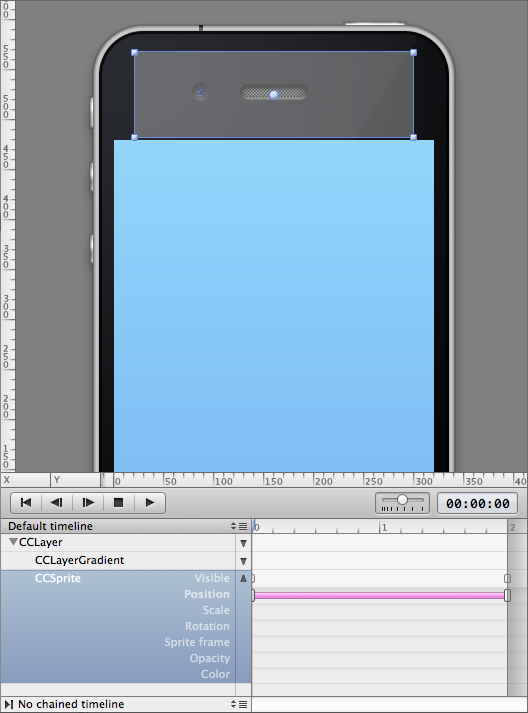 00
550
500
450
400
350
300
250
200
150
X Y 0 50 100 150 200 250 300 350 40
00:00:00
Default timeline 0 1 2
CCLayer
CCLayerGradient
CCSprite Visible
Position
Scale
Rotation
Sprite frame
Opacity
Color
No chained timeline